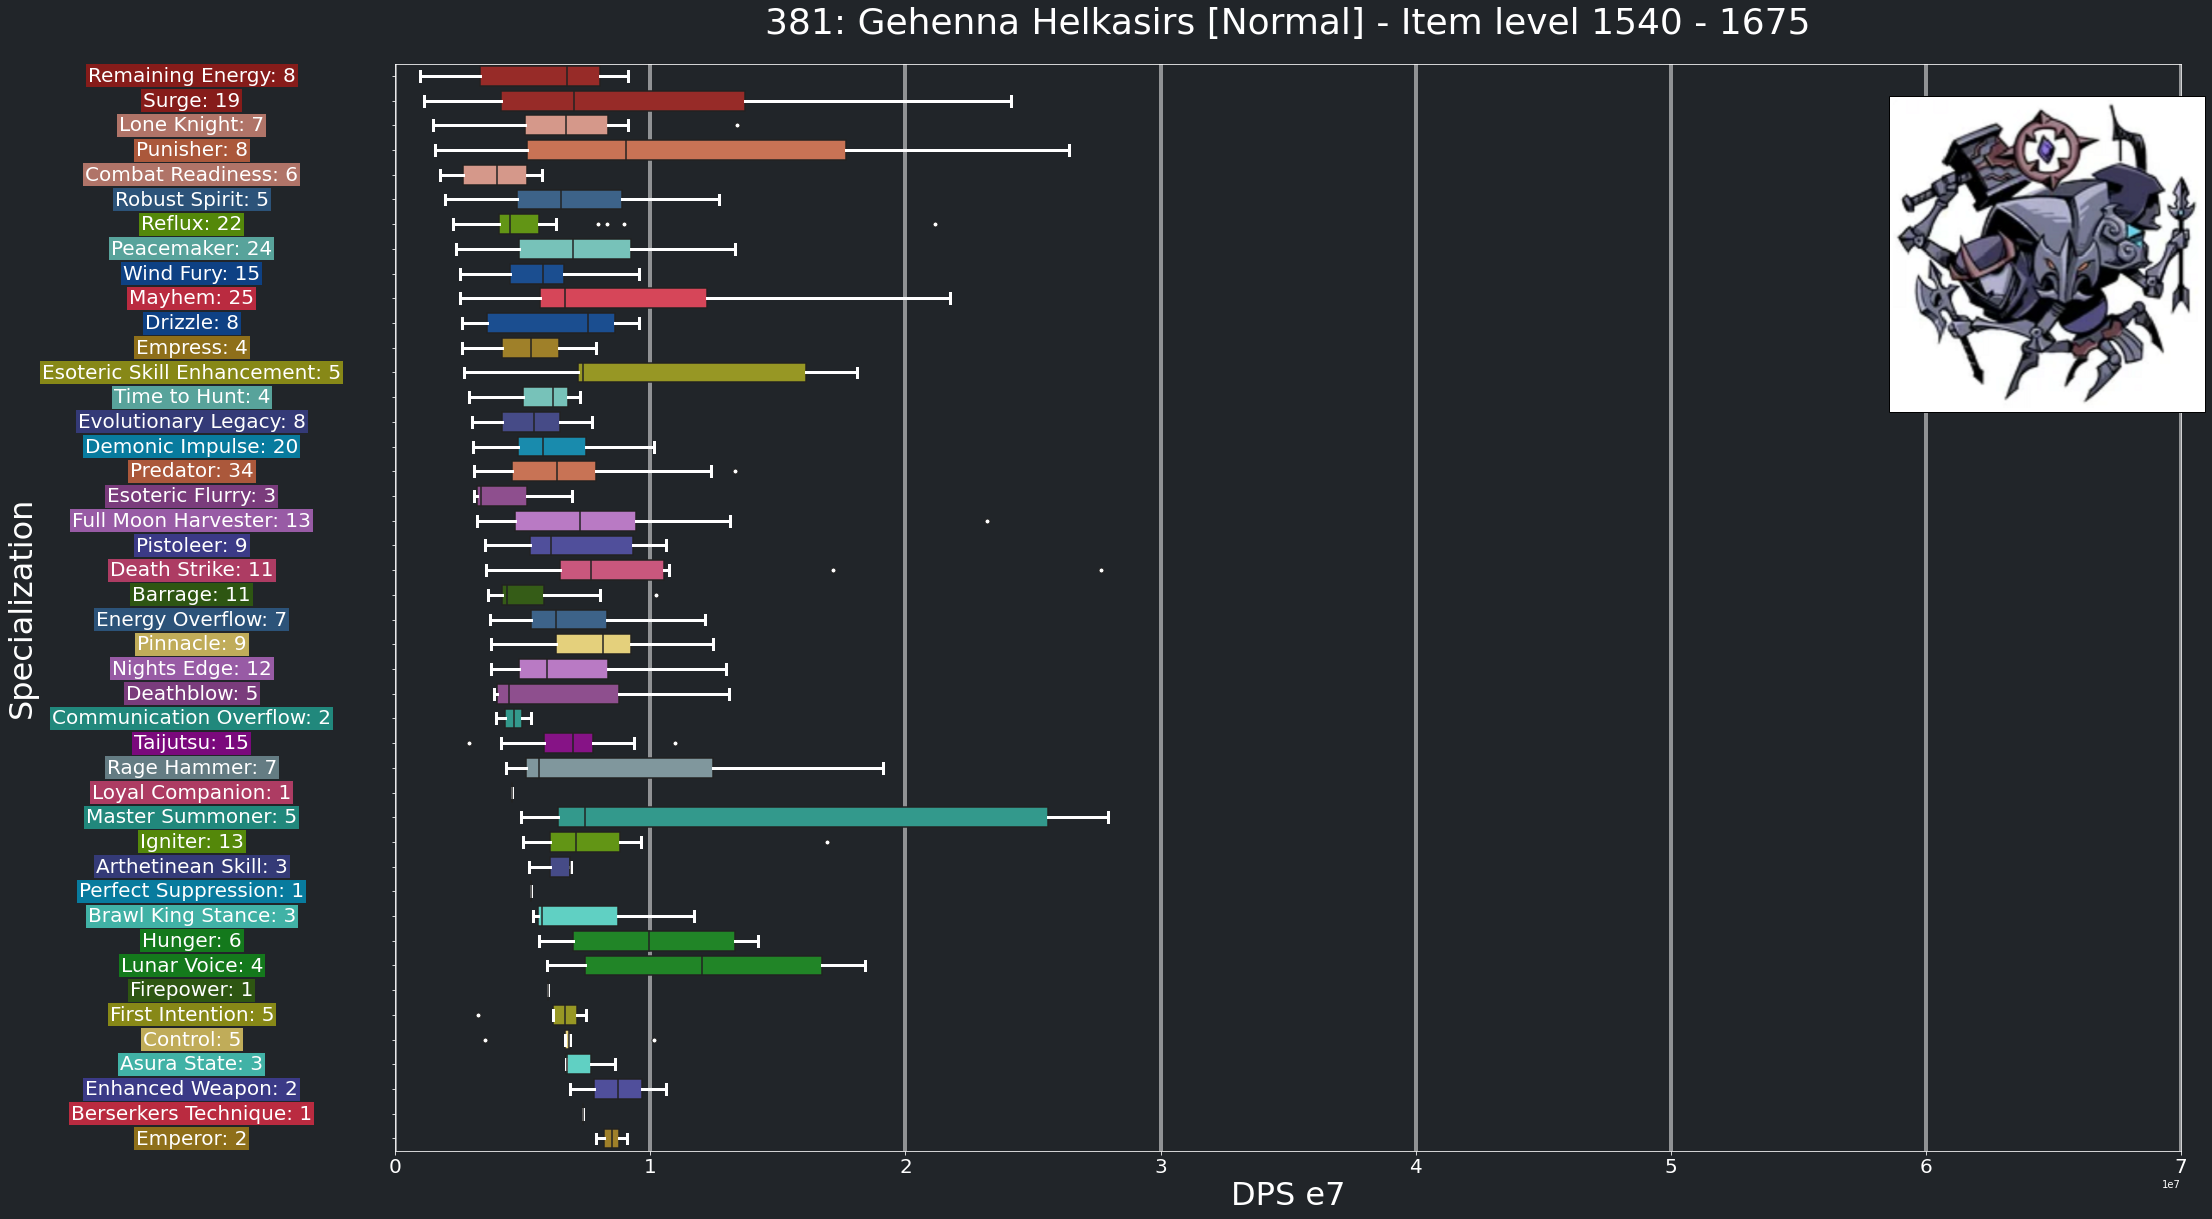 381: Gehenna Helkasirs [Normal] - Item level 1540 - 1675
Specialization
Remaining Energy: 8
Surge: 19
Lone Knight: 7
Punisher: 8
Combat Readiness: 6
Robust Spirit: 5
Reflux: 22
Peacemaker: 24
Wind Fury: 15
Mayhem: 25
Drizzle: 8
Empress: 4
Esoteric Skill Enhancement: 5
Time to Hunt: 4
Evolutionary Legacy: 8
Demonic Impulse: 20
Predator: 34
Esoteric Flurry: 3
Full Moon Harvester: 13
Pistoleer: 9
Death Strike: 11
Barrage: 11
Energy Overflow: 7
Pinnacle: 9
Nights Edge: 12
Deathblow: 5
Communication Overflow: 2
Taijutsu: 15
Rage Hammer: 7
Loyal Companion: 1
Master Summoner: 5
Igniter: 13
Arthetinean Skill: 3
Perfect Suppression: 1
Brawl King Stance: 3
Hunger: 6
Lunar Voice: 4
Firepower: 1
First Intention: 5
Control: 5
Asura State: 3
Enhanced Weapon: 2
Berserkers Technique: 1
Emperor: 2
0 1 2 3 4 5 6 7
1e7
DPS e7